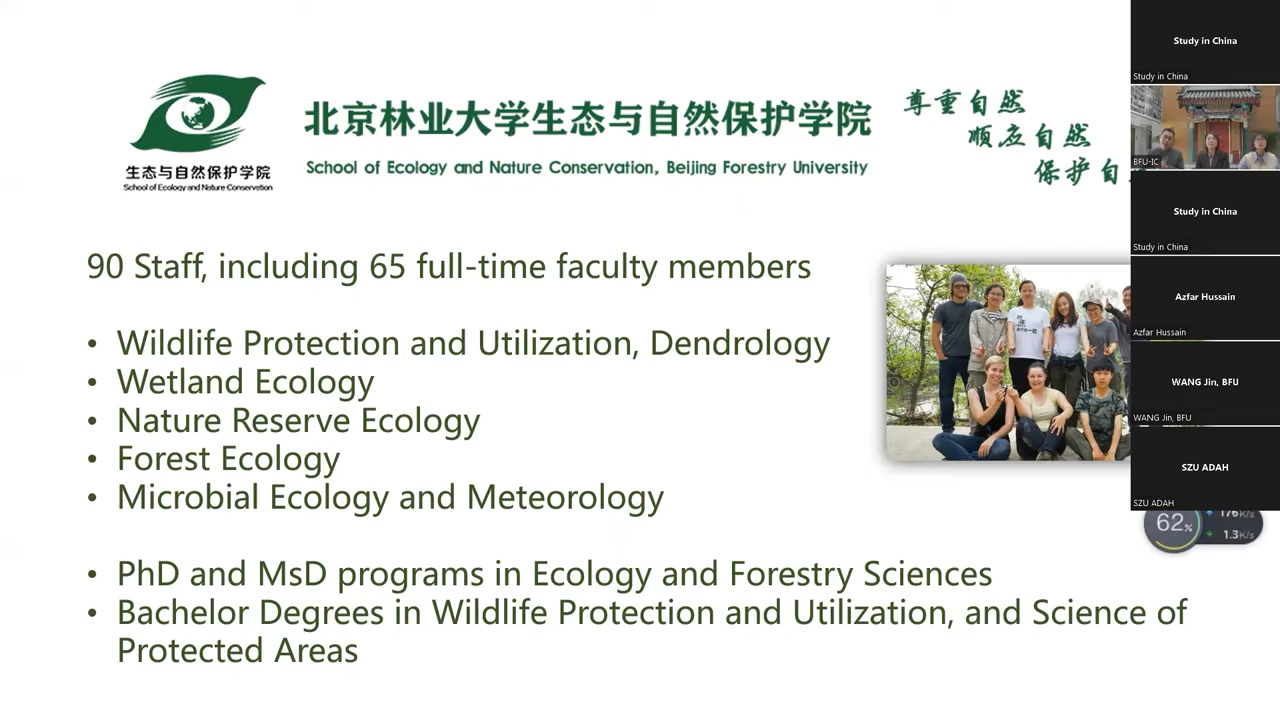 生态与自然保护学院
School of Ecology and Nature Conservation
北京林业大学生态与自然保护学院
School of Ecology and Nature Conservation, Beijing Forestry University
尊重自然
顺应自然
保护自
90 Staff, including 65 full-time faculty members
• Wildlife Protection and Utilization, Dendrology
• Wetland Ecology
• Nature Reserve Ecology
• Forest Ecology
• Microbial Ecology and Meteorology
• PhD and MsD programs in Ecology and Forestry Sciences
• Bachelor Degrees in Wildlife Protection and Utilization, and Science of
Protected Areas
Study in China
Study in China
BFU-IC
Study in China
Study in China
Azfar Hussain
Azfar Hussain
WANG Jin, BFU
WANG Jin, BFU
SZU ADAH
SZU ADAH
62%
176K/s
1.3K/s